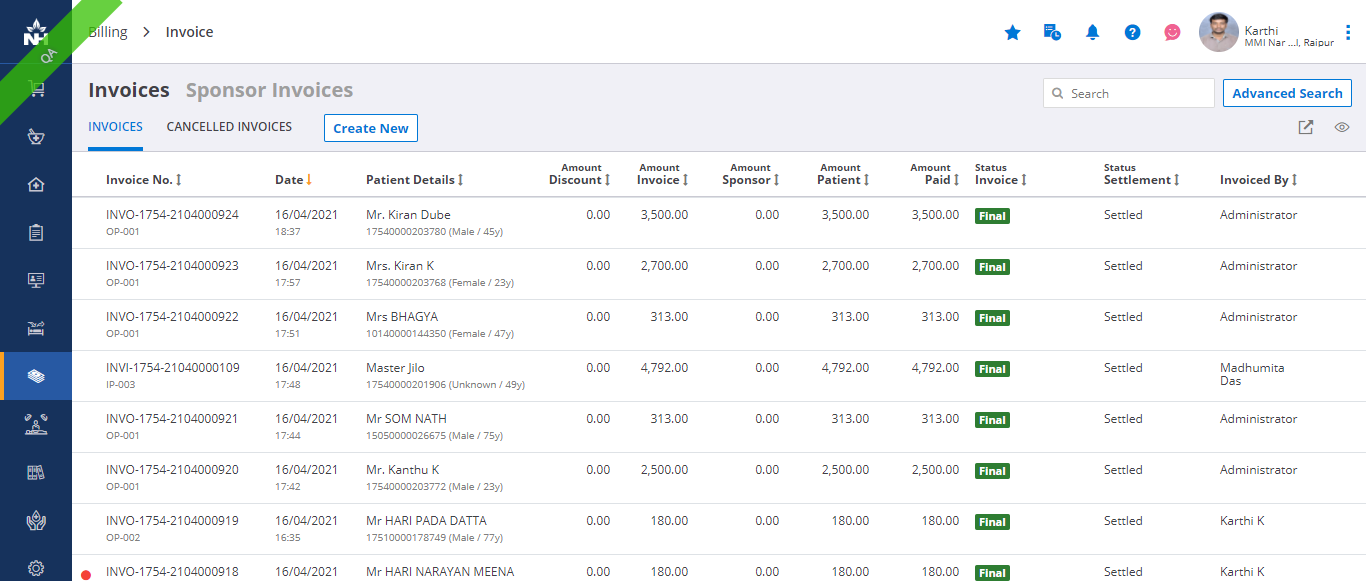 NH
QA
Billing > Invoice
Karthi
MMI Nar ...l, Raipur
Invoices Sponsor Invoices
Search
Advanced Search
INVOICES CANCELLED INVOICES Create New
Invoice No. Date Patient Details Amount Discount Amount Invoice Amount Sponsor Amount Patient Amount Paid Status Invoice Status Settlement Invoiced By
INVO-1754-2104000924 16/04/2021 Mr. Kiran Dube 0.00 3,500.00 0.00 3,500.00 3,500.00 Final Settled Administrator
OP-001 18:37 17540000203780 (Male / 45y)
INVO-1754-2104000923 16/04/2021 Mrs. Kiran K 0.00 2,700.00 0.00 2,700.00 2,700.00 Final Settled Administrator
OP-001 17:57 17540000203768 (Female / 23y)
INVO-1754-2104000922 16/04/2021 Mrs BHAGYA 0.00 313.00 0.00 313.00 313.00 Final Settled Administrator
OP-001 17:51 10140000144350 (Female / 47y)
INVI-1754-21040000109 16/04/2021 Master Jilo 0.00 4,792.00 0.00 4,792.00 4,792.00 Final Settled Madhumita
IP-003 17:48 17540000201906 (Unknown / 49y) Das
INVO-1754-2104000921 16/04/2021 Mr SOM NATH 0.00 313.00 0.00 313.00 313.00 Final Settled Administrator
OP-001 17:44 15050000026675 (Male / 75y)
INVO-1754-2104000920 16/04/2021 Mr. Kanthu K 0.00 2,500.00 0.00 2,500.00 2,500.00 Final Settled Administrator
OP-001 17:42 17540000203772 (Male / 23y)
INVO-1754-2104000919 16/04/2021 Mr HARI PADA DATTA 0.00 180.00 0.00 180.00 180.00 Final Settled Karthi K
OP-002 16:35 17510000178749 (Male / 77y)
INVO-1754-2104000918 16/04/2021 Mr HARI NARAYAN MEENA 0.00 180.00 0.00 180.00 180.00 Final Settled Karthi K